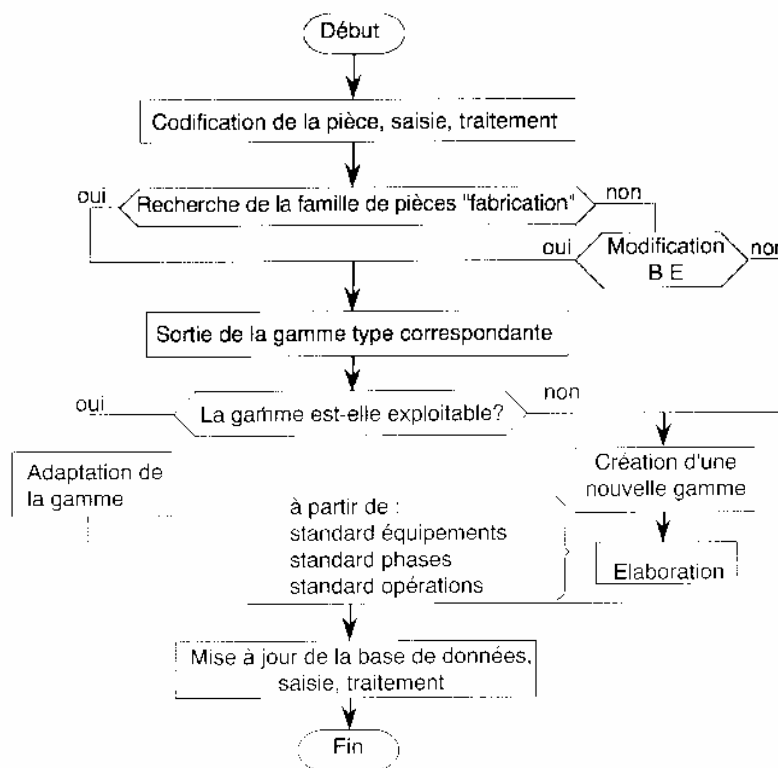 Début
Codification de la pièce, saisie, traitement
oui
Recherche de la famille de pièces "fabrication"
non
oui
Modification
B E
non
Sortie de la gamme type correspondante
oui
La gamme est-elle exploitable?
non
Adaptation de
la gamme
Création d'une
nouvelle gamme
à partir de :
standard équipements
standard phases
standard opérations
Elaboration
Mise à jour de la base de données,
saisie, traitement
Fin